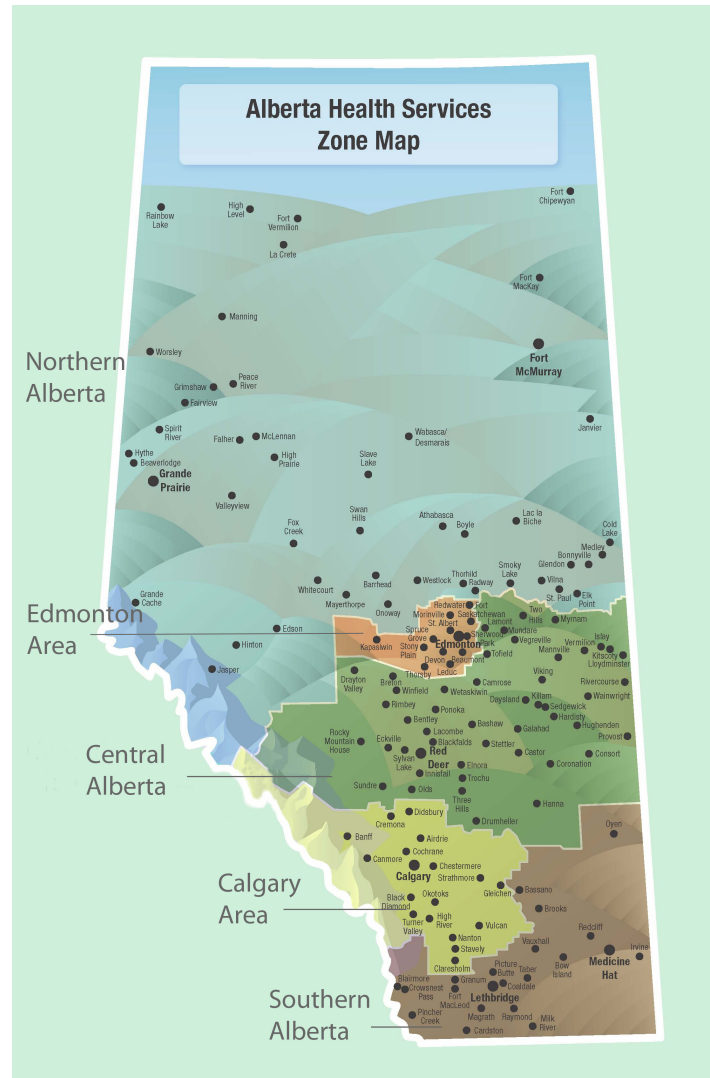 Alberta Health Services
Zone Map
Fort
Chipewyan
Rainbow
Lake
High
Level
Fort
Vermilion
La Crete
Fort
MacKay
Manning
Northern
Alberta
Worsley
Fort
McMurray
Grimshaw
Peace
River
Fairview
Janvier
Spirit
River
Falher
McLennan
Wabasca/
Desmarais
Hythe
Beaverlodge
High
Prairie
Slave
Lake
Grande
Prairie
Valleyview
Fox
Creek
Swan
Hills
Athabasca
Boyle
Lac la
Biche
Cold
Lake
Medley
Bonnyville
Glendon
Whitecourt
Barrhead
Westlock
Thorhild
Radway
Smoky
Lake
Vilna
St. Paul
Elk
Point
Mayerthorpe
Onoway
Grande
Cache
Edmonton
Area
Edson
Hinton
Jasper
Redwater
Fort
Saskatchewan
Morinville
St. Albert
Lamont
Two
Hills
Myrnam
Spruce
Grove
Edmonton
Sherwood
Park
Mundare
Vegreville
Kapasiwin
Stony
Plain
Devon
Beaumont
Tofield
Mannville
Vermilion
Islay
Kitscoty
Lloydminster
Thorsby
Leduc
Drayton
Valley
Breton
Winfield
Wetaskiwin
Camrose
Viking
Rivercourse
Daysland
Killam
Sedgewick
Wainwright
Rimbey
Ponoka
Hardisty
Hughenden
Bentley
Bashaw
Galahad
Provost
Rocky
Mountain
House
Eckville
Lacombe
Blackfalds
Stettler
Castor
Consort
Sylvan
Lake
Red
Deer
Coronation
Central
Alberta
Innisfail
Elnora
Trochu
Sundre
Olds
Three
Hills
Hanna
Didsbury
Cremona
Drumheller
Oyen
Banff
Airdrie
Cochrane
Canmore
Chestermere
Calgary
Strathmore
Calgary
Area
Gleichen
Bassano
Black
Diamond
Okotoks
Brooks
Turner
Valley
High
River
Vulcan
Redcliff
Nanton
Stavely
Vauxhall
Medicine
Hat
Irvine
Claresholm
Picture
Butte
Taber
Bow
Island
Southern
Alberta
Blairmore
Crowsnest
Pass
Granum
Fort
MacLeod
Coaldale
Lethbridge
Pincher
Creek
Magrath
Raymond
Milk
River
Cardston